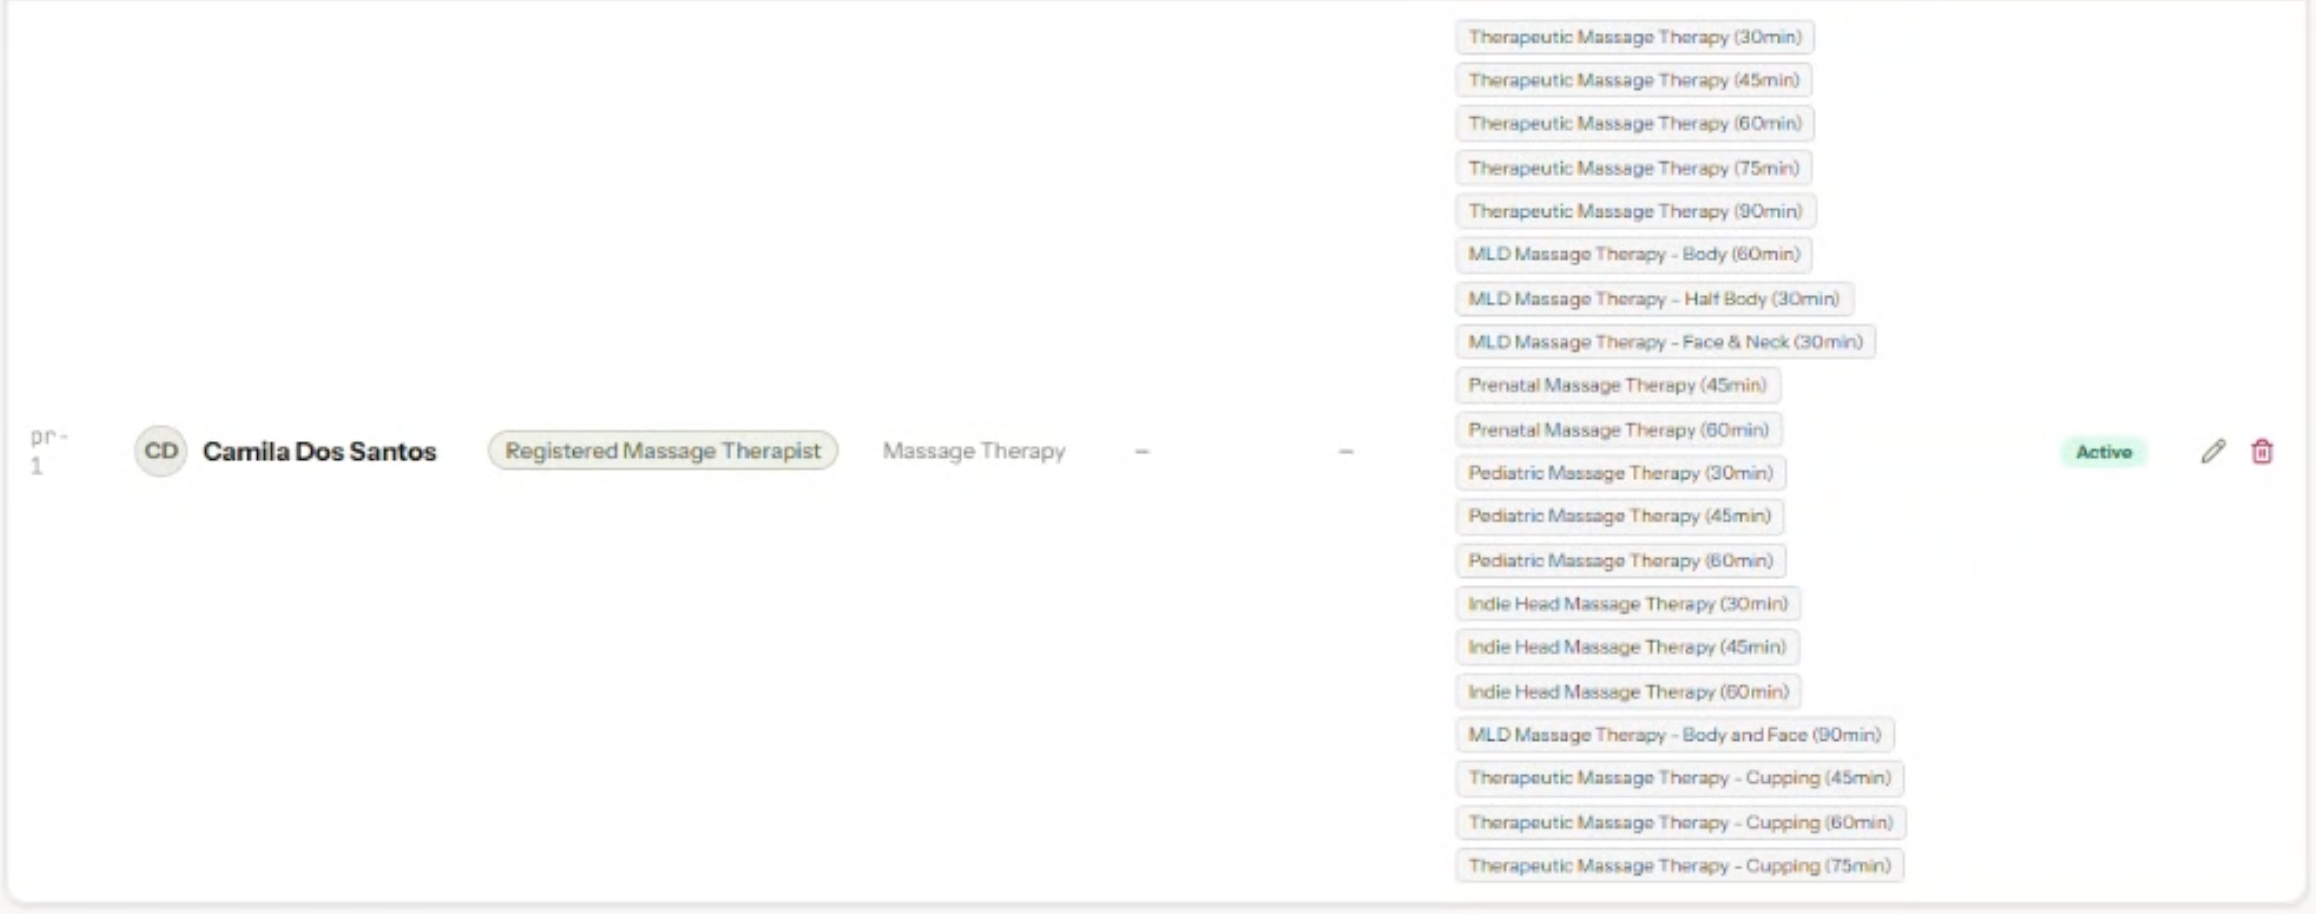 Therapeutic Massage Therapy (30min)
Therapeutic Massage Therapy (45min)
Therapeutic Massage Therapy (60min)
Therapeutic Massage Therapy (75min)
Therapeutic Massage Therapy (90min)
MLD Massage Therapy - Body (60min)
MLD Massage Therapy - Half Body (30min)
MLD Massage Therapy - Face & Neck (30min)
Prenatal Massage Therapy (45min)
pr-
1
CD Camila Dos Santos Registered Massage Therapist Massage Therapy – –
Prenatal Massage Therapy (60min)
Active
Pediatric Massage Therapy (30min)
Pediatric Massage Therapy (45min)
Pediatric Massage Therapy (60min)
Indie Head Massage Therapy (30min)
Indie Head Massage Therapy (45min)
Indie Head Massage Therapy (60min)
MLD Massage Therapy - Body and Face (90min)
Therapeutic Massage Therapy - Cupping (45min)
Therapeutic Massage Therapy - Cupping (60min)
Therapeutic Massage Therapy - Cupping (75min)